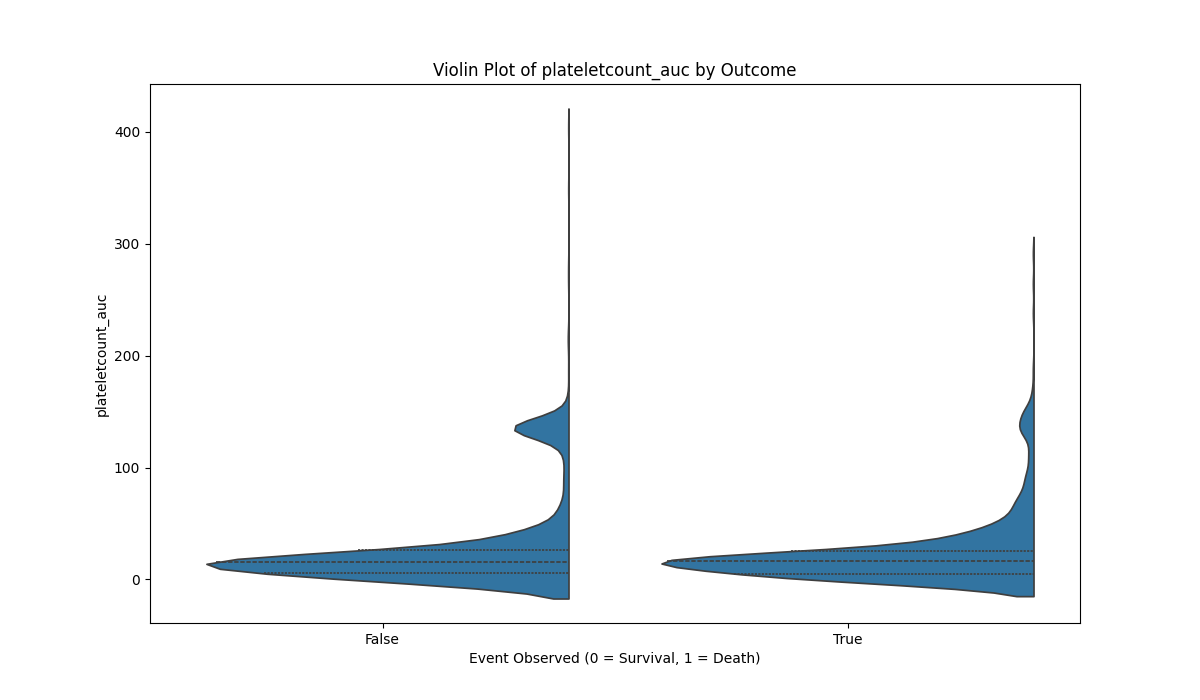 Violin Plot of plateletcount_auc by Outcome
400
300
200
100
0
plateletcount_auc
False
True
Event Observed (0 = Survival, 1 = Death)